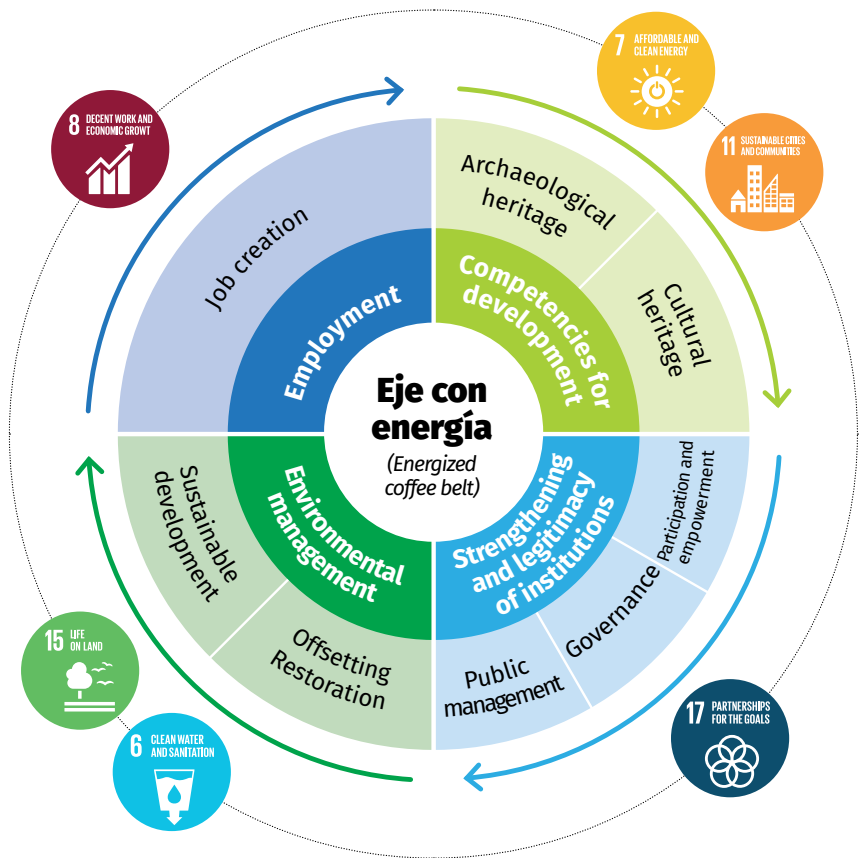 7 AFFORDABLE AND
CLEAN ENERGY
8 DECENT WORK AND
ECONOMIC GROWT
11 SUSTAINABLE CITIES
AND COMMUNITIES
Archaeological
heritage
Job creation
Competencies for
development
Cultural
heritage
Employment
Eje con
energía
(Energized
coffee belt)
Participation and
empowerment
Sustainable
development
Environmental
management
Strengthening
and legitimacy
of institutions
Governance
Offsetting
Restoration
Public
management
15 LIFE
ON LAND
17 PARTNERSHIPS
FOR THE GOALS
6 CLEAN WATER
AND SANITATION